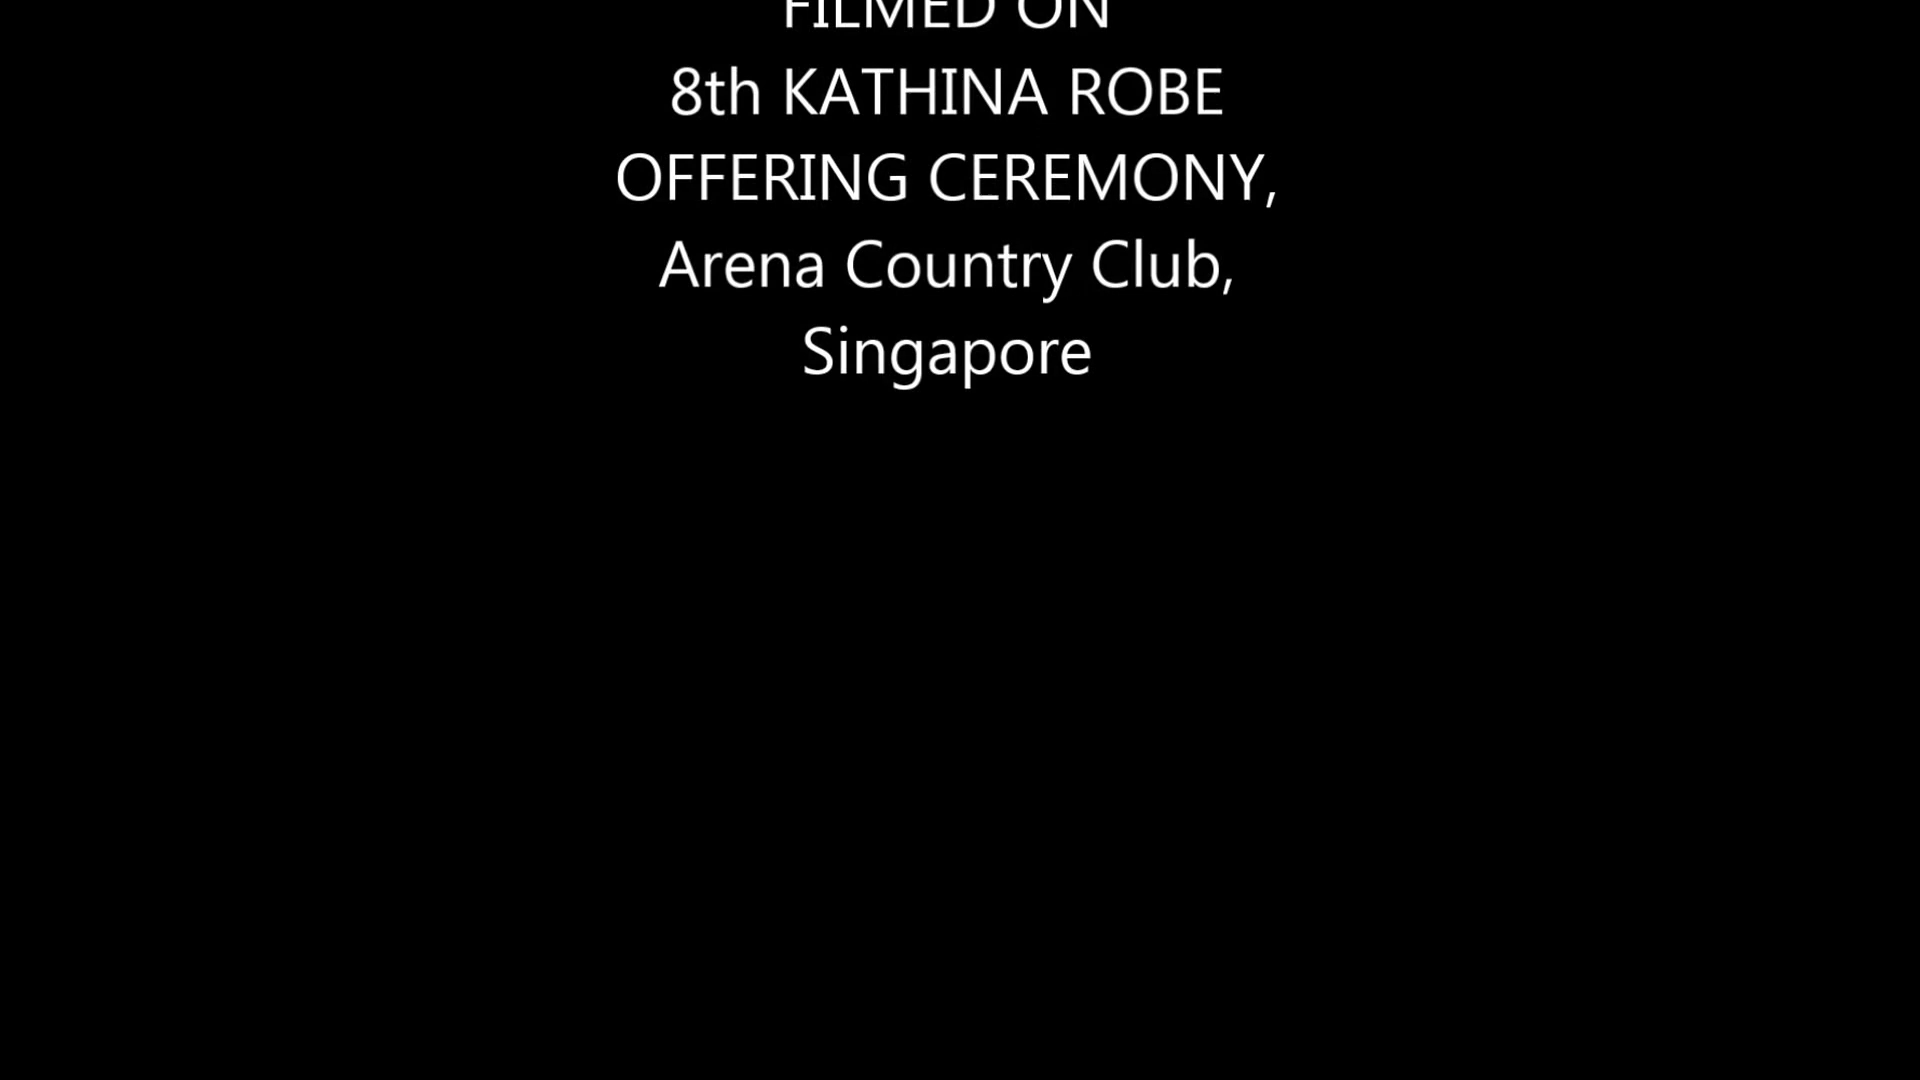 FILMED ON
8th KATHINA ROBE
OFFERING CEREMONY,
Arena Country Club,
Singapore